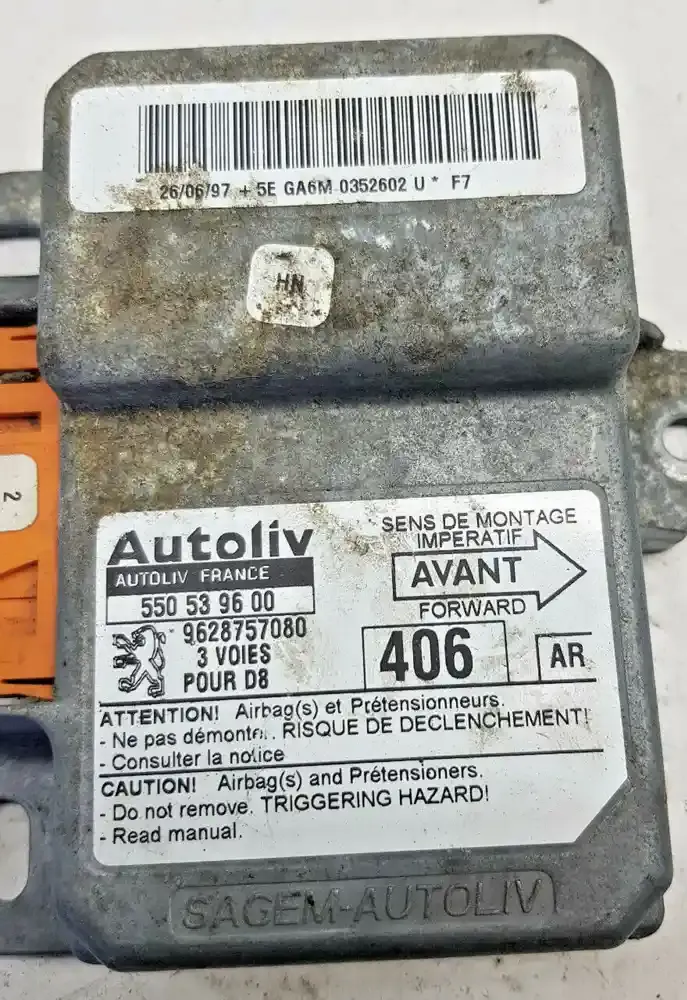 26/06/97 + 5E GA6M 0352602 U * F7
HN
2
Autoliv
AUTOLIV FRANCE
550 53 96 00
9628757080
3 VOIES
POUR D8
SENS DE MONTAGE
IMPERATIF
AVANT
FORWARD
406
AR
ATTENTION! Airbag(s) et Prétensionneurs.
- Ne pas démonter. RISQUE DE DECLENCHEMENT!
- Consulter la notice
CAUTION! Airbag(s) and Prétensioners.
- Do not remove. TRIGGERING HAZARD!
- Read manual.
SAGEM-AUTOLIV